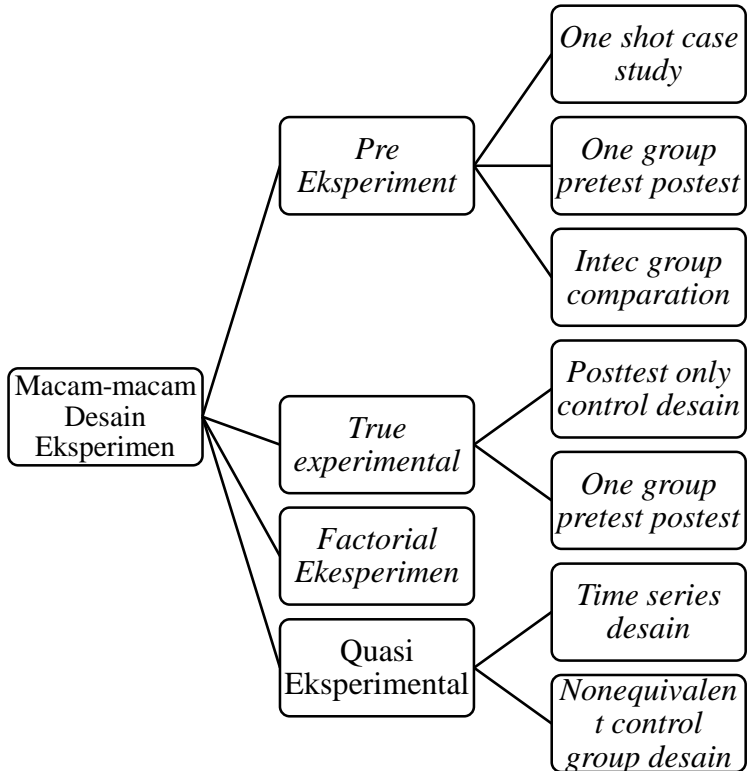 Macam-macam
Desain
Eksperimen
Pre
Eksperiment
One shot case
study
One group
pretest postest
Intec group
comparation
True
experimental
Posttest only
control desain
One group
pretest postest
Factorial
Ekesperimen
Quasi
Eksperimental
Time series
desain
Nonequivalen
t control
group desain